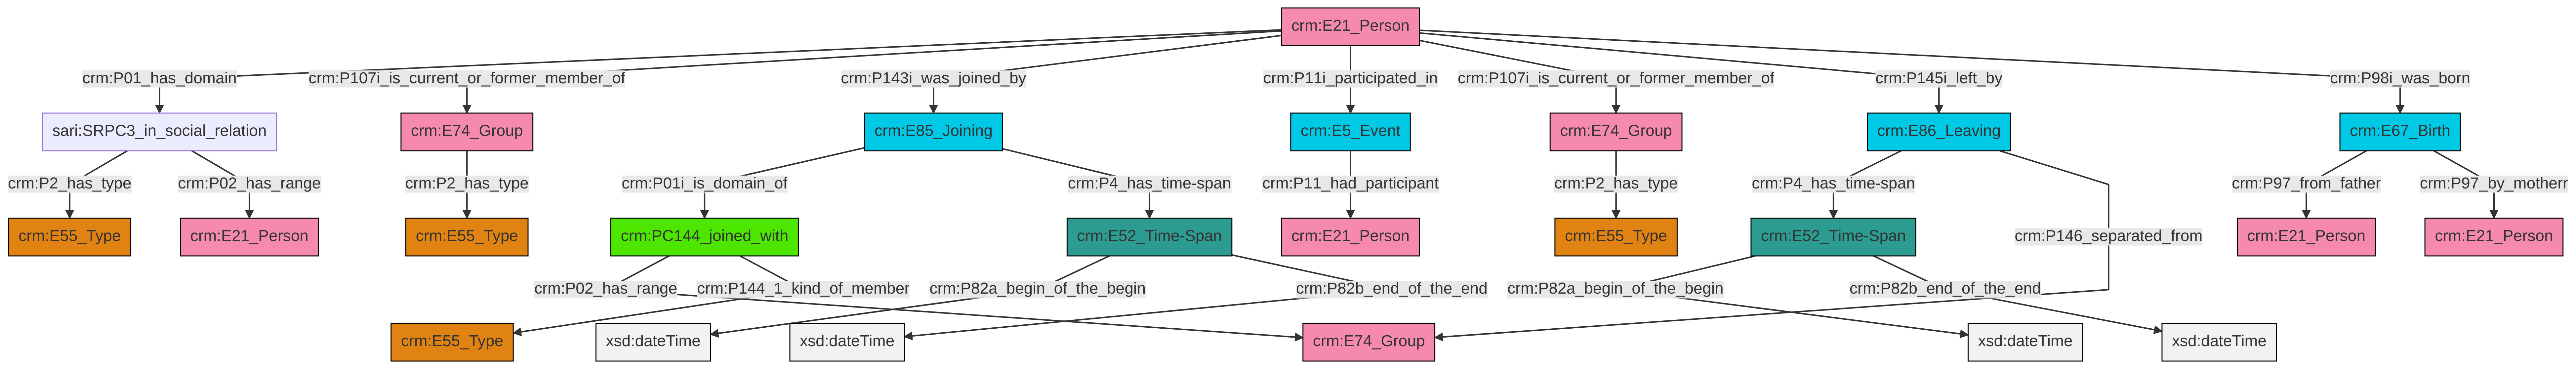 crm:E21_Person
crm:P01_has_domain
crm:P107i_is_current_or_former_member_of
crm:P143i_was_joined_by
crm:P11i_participated_in
crm:P107i_is_current_or_former_member_of
crm:P145i_left_by
crm:P98i_was_born
sari:SRPC3_in_social_relation
crm:E74_Group
crm:E85_Joining
crm:E5_Event
crm:E74_Group
crm:E86_Leaving
crm:E67_Birth
crm:P2_has_type
crm:P02_has_range
crm:P2_has_type
crm:P01i_is_domain_of
crm:P4_has_time-span
crm:P11_had_participant
crm:P2_has_type
crm:P4_has_time-span
crm:P97_from_father
crm:P97_by_motherr
crm:E55_Type
crm:E21_Person
crm:E55_Type
crm:PC144_joined_with
crm:E52_Time-Span
crm:E21_Person
crm:E55_Type
crm:E52_Time-Span
crm:P146_separated_from
crm:E21_Person
crm:E21_Person
crm:P02_has_range
crm:P144_1_kind_of_member
crm:P82a_begin_of_the_begin
crm:P82b_end_of_the_end
crm:P82a_begin_of_the_begin
crm:P82b_end_of_the_end
crm:E55_Type
xsd:dateTime
xsd:dateTime
crm:E74_Group
xsd:dateTime
xsd:dateTime